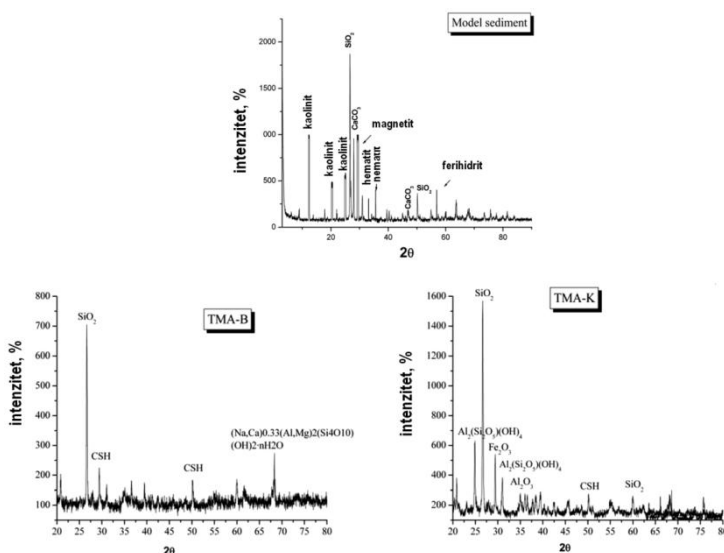 Model sediment
intenzitet, %
2000
1500
00
500
0
kaolinit
kaolinit
kaolinit
SiO2
CaCO3
magnetit
hematit
nematit
CaCO3
SiO2
ferihidrit
20
40
60
80
2θ
TMA-B
intenzitet, %
800
700
600
500
400
300
200
100
SiO2
CSH
CSH
(Na,Ca)0.33(Al,Mg)2(Si4O10)
(OH)2·nH2O
20 25 30 35 40 45 50 55 60 65 70 75 80
2θ
TMA-K
intenzitet, %
1600
1400
1200
1000
800
600
400
200
SiO2
Al2(Si2O5)(OH)4
Fe2O3
Al2(Si2O5)(OH)4
Al2O3
CSH
SiO2
20 25 30 35 40 45 50 55 60 65 70 75 80
2θ